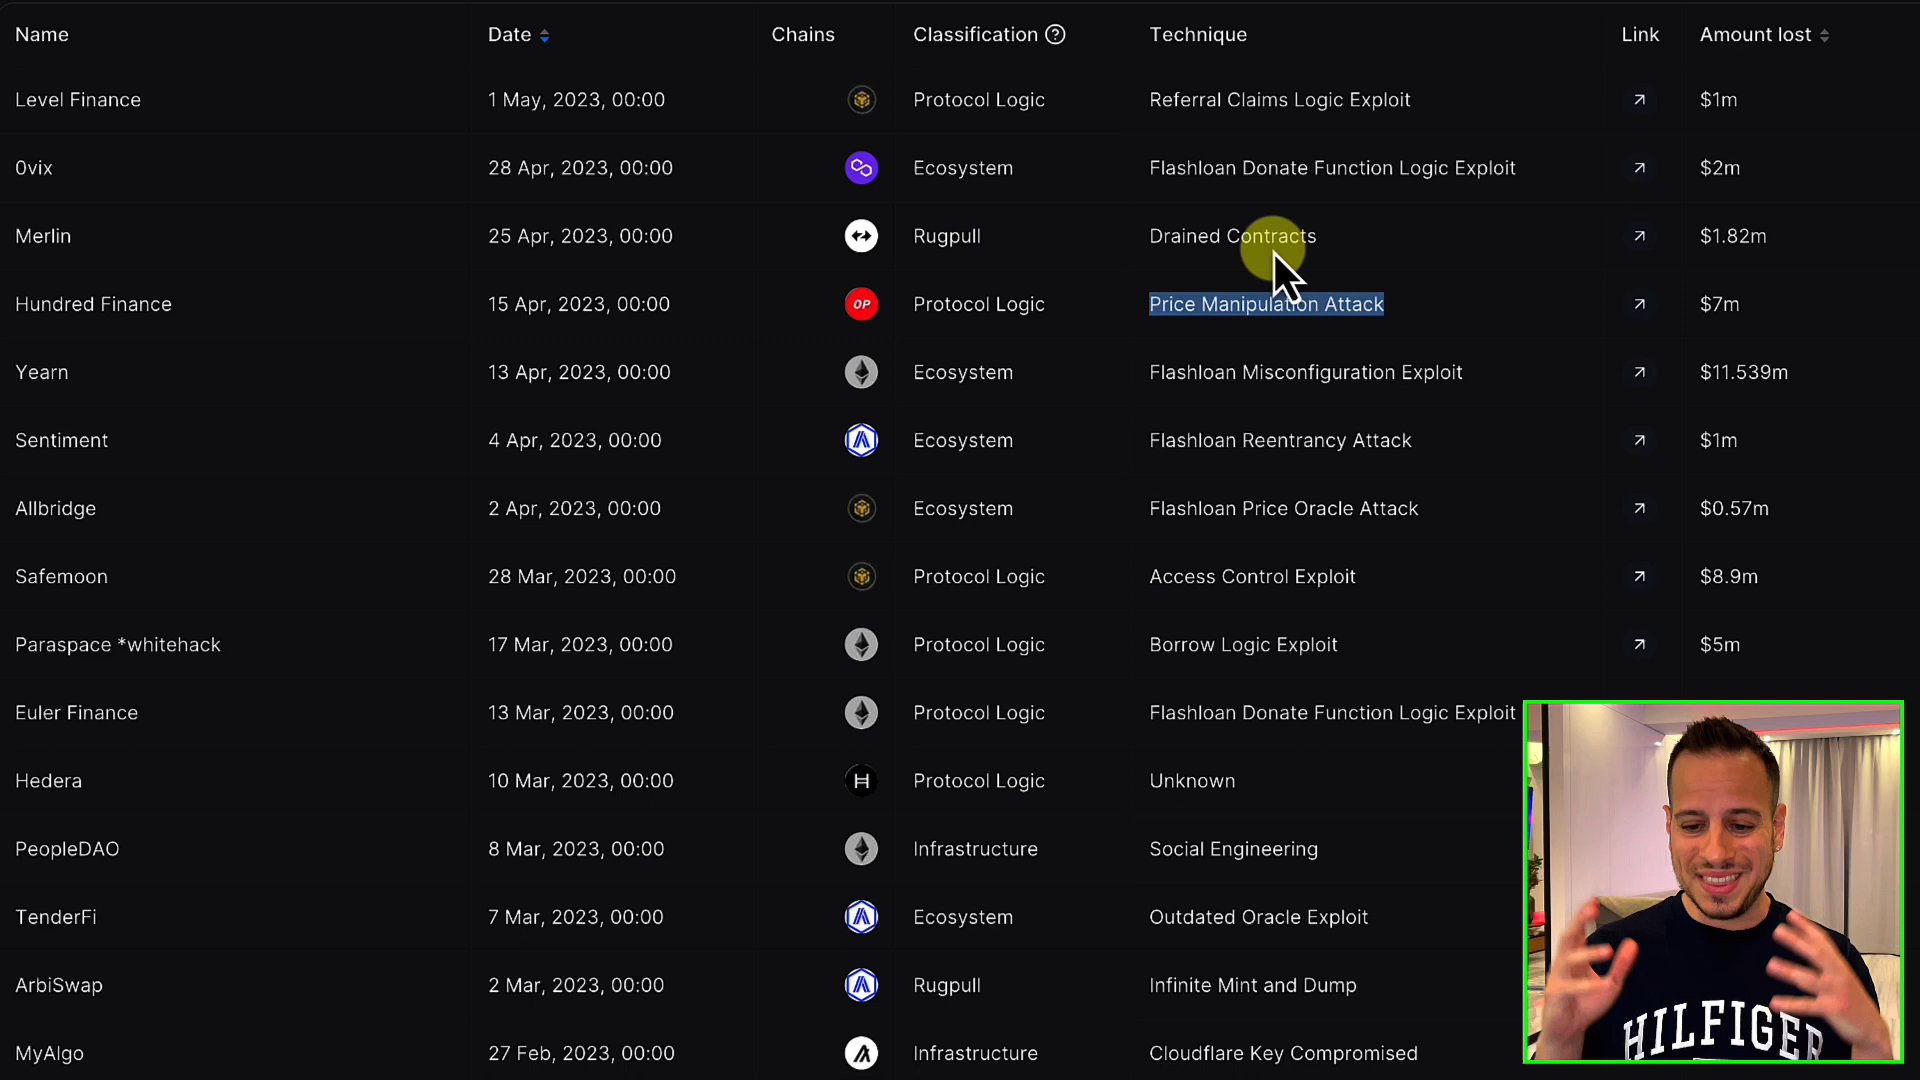 Name Date Chains Classification ? Technique Link Amount lost
Level Finance 1 May, 2023, 00:00 Protocol Logic Referral Claims Logic Exploit $1m
0vix 28 Apr, 2023, 00:00 Ecosystem Flashloan Donate Function Logic Exploit $2m
Merlin 25 Apr, 2023, 00:00 Rugpull Drained Contracts $1.82m
Hundred Finance 15 Apr, 2023, 00:00 OP Protocol Logic Price Manipulation Attack $7m
Yearn 13 Apr, 2023, 00:00 Ecosystem Flashloan Misconfiguration Exploit $11.539m
Sentiment 4 Apr, 2023, 00:00 Ecosystem Flashloan Reentrancy Attack $1m
Allbridge 2 Apr, 2023, 00:00 Ecosystem Flashloan Price Oracle Attack $0.57m
Safemoon 28 Mar, 2023, 00:00 Protocol Logic Access Control Exploit $8.9m
Paraspace *whitehack 17 Mar, 2023, 00:00 Protocol Logic Borrow Logic Exploit $5m
Euler Finance 13 Mar, 2023, 00:00 Protocol Logic Flashloan Donate Function Logic Exploit
Hedera 10 Mar, 2023, 00:00 H Protocol Logic Unknown
PeopleDAO 8 Mar, 2023, 00:00 Infrastructure Social Engineering
TenderFi 7 Mar, 2023, 00:00 Ecosystem Outdated Oracle Exploit
ArbiSwap 2 Mar, 2023, 00:00 Rugpull Infinite Mint and Dump
MyAlgo 27 Feb, 2023, 00:00 Infrastructure Cloudflare Key Compromised
HILFIGER